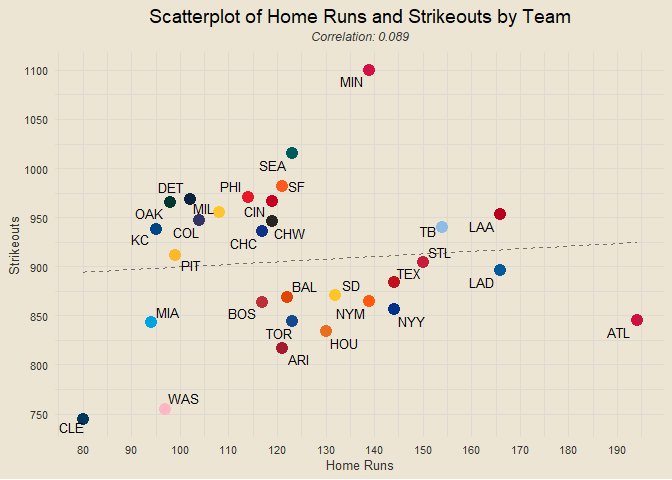 Scatterplot of Home Runs and Strikeouts by Team
Correlation: 0.089
1100
MIN
1050
1000
SEA
DET
PHI
SF
950
OAK
MIL
CIN
LAA
KC
COL
CHC
CHW
TB
900
PIT
STL
TEX
LAD
850
MIA
BOS
BAL
SD
NYM
NYY
TOR
HOU
ATL
800
ARI
750
WAS
CLE
80
90
100
110
120
130
140
150
160
170
180
190
Home Runs
Strikeouts